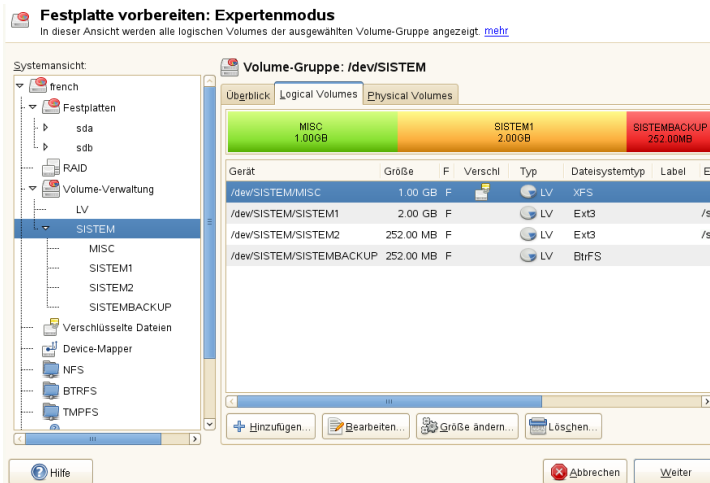 Festplatte vorbereiten: Expertenmodus
In dieser Ansicht werden alle logischen Volumes der ausgewählten Volume-Gruppe angezeigt. mehr
Systemansicht:
french
Festplatten
sda
sdb
RAID
Volume-Verwaltung
LV
SISTEM
MISC
SISTEM1
SISTEM2
SISTEMBACKUP
Verschlüsselte Dateien
Device-Mapper
NFS
BTRFS
TMPFS
Volume-Gruppe: /dev/SISTEM
Überblick Logical Volumes Physical Volumes
MISC SISTEM1 SISTEMBACKUP
1.00GB 2.00GB 252.00MB
Gerät Größe F Verschl Typ Dateisystemtyp Label E
/dev/SISTEM/MISC 1.00 GB F LV XFS
/dev/SISTEM/SISTEM1 2.00 GB F LV Ext3 /s
/dev/SISTEM/SISTEM2 252.00 MB F LV Ext3 /s
/dev/SISTEM/SISTEMBACKUP 252.00 MB F LV BtrFS
Hinzufügen... Bearbeiten... Größe ändern... Löschen...
Hilfe Abbrechen Weiter